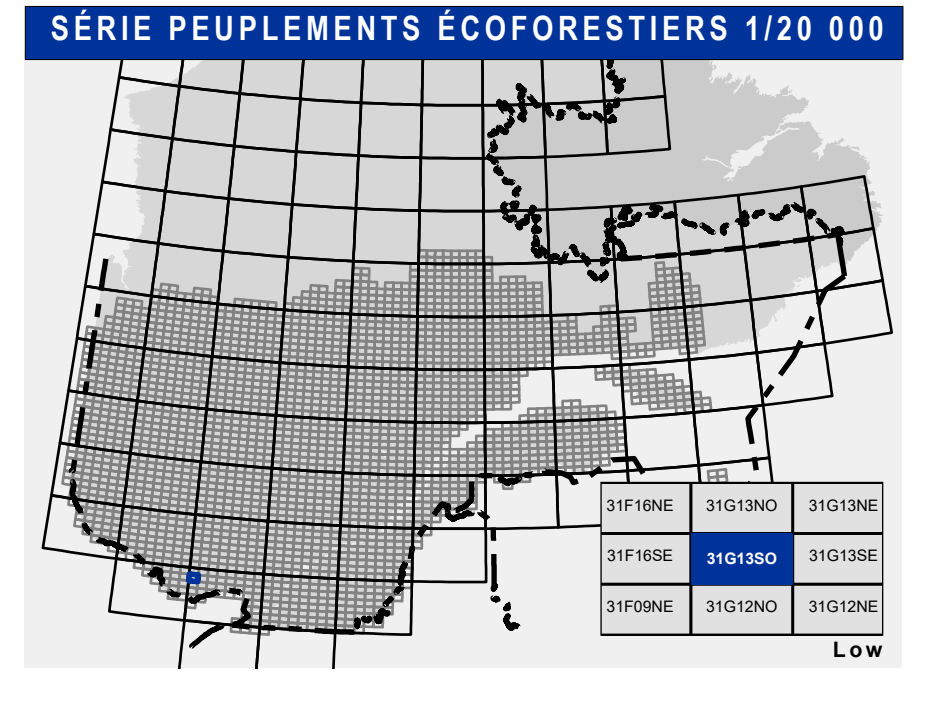 SÉRIE PEUPLEMENTS ÉCOFORESTIERS 1/20 000
31F16NE 31G13NO 31G13NE
31F16SE 31G13SO 31G13SE
31F09NE 31G12NO 31G12NE
Low